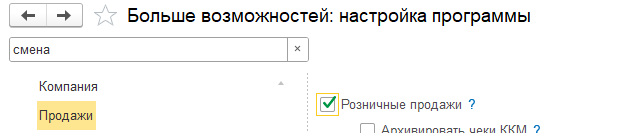 Больше возможностей: настройка программы
смена ×
Компания
Продажи
Розничные продажи ?
Архивировать чеки ККМ ?